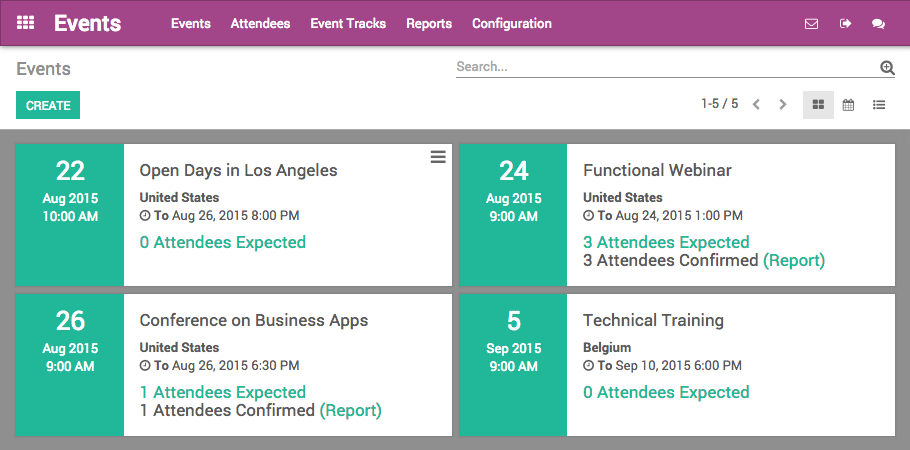 Events Events Attendees Event Tracks Reports Configuration
Events Search...
CREATE 1-5 / 5
22
Aug 2015
10:00 AM
Open Days in Los Angeles
United States
To Aug 26, 2015 8:00 PM
0 Attendees Expected
24
Aug 2015
9:00 AM
Functional Webinar
United States
To Aug 24, 2015 1:00 PM
3 Attendees Expected
3 Attendees Confirmed (Report)
26
Aug 2015
9:00 AM
Conference on Business Apps
United States
To Aug 26, 2015 6:30 PM
1 Attendees Expected
1 Attendees Confirmed (Report)
5
Sep 2015
9:00 AM
Technical Training
Belgium
To Sep 10, 2015 6:00 PM
0 Attendees Expected